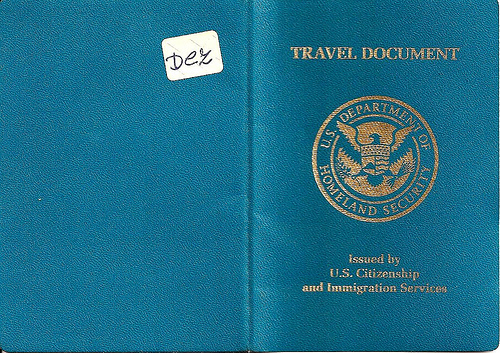 Dez
TRAVEL DOCUMENT
U.S. DEPARTMENT OF
HOMELAND SECURITY
Issued by
U.S. Citizenship
and Immigration Services